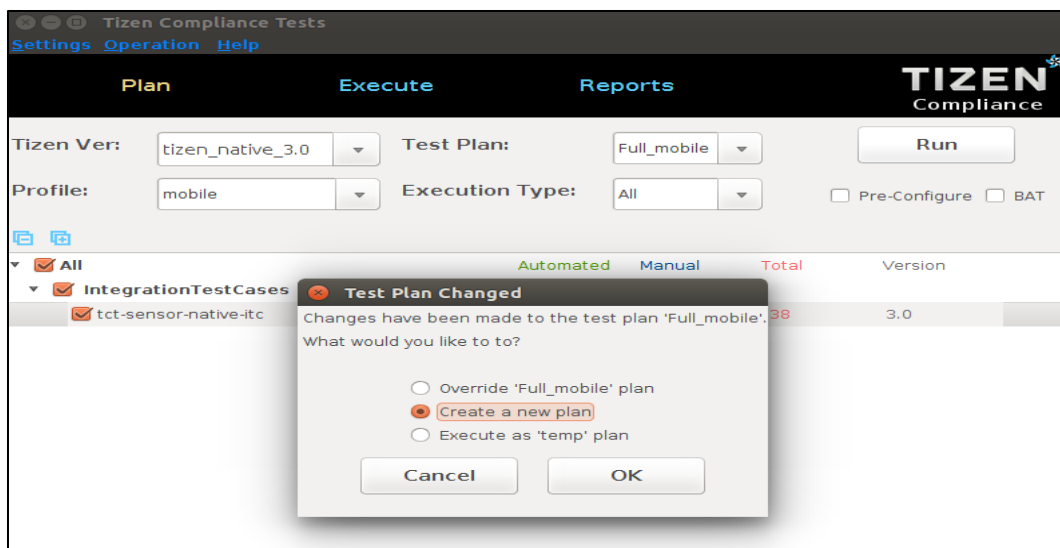 Tizen Compliance Tests
Settings Operation Help
Plan Execute Reports TIZEN
Compliance
Tizen Ver: tizen_native_3.0 Test Plan: Full_mobile Run
Profile: mobile Execution Type: All Pre-Configure BAT
All Automated Manual Total Version
IntegrationTestCases
tct-sensor-native-itc 38 3.0
Test Plan Changed
Changes have been made to the test plan 'Full_mobile'.
What would you like to to?
Override 'Full_mobile' plan
Create a new plan
Execute as 'temp' plan
Cancel OK